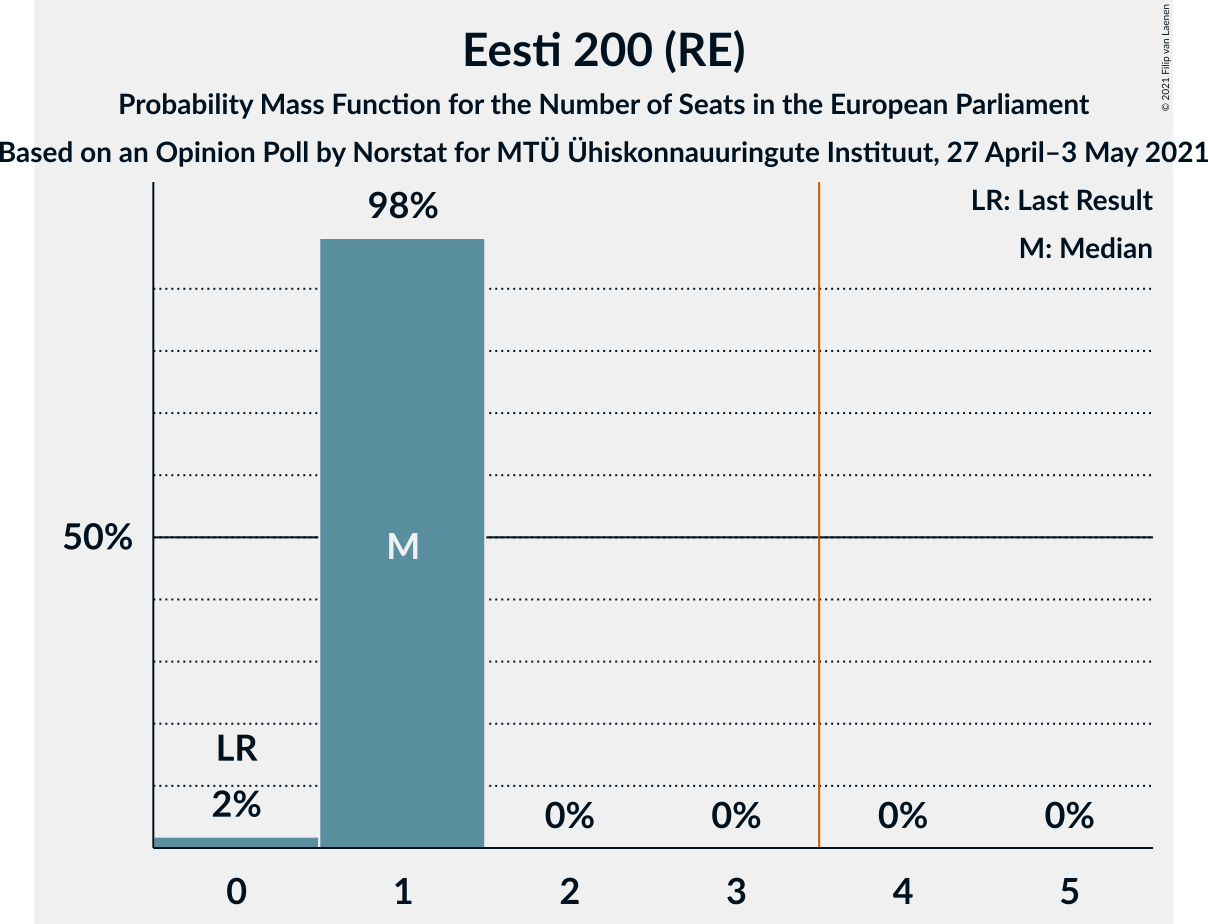 Eesti 200 (RE)
Probability Mass Function for the Number of Seats in the European Parliament
Based on an Opinion Poll by Norstat for MTÜ Ühiskonnauuringute Instituut, 27 April–3 May 2021
© 2021 Filip van Laenen
LR: Last Result
M: Median
98%
50%
M
LR
2%
0%
0%
0%
0%
0
1
2
3
4
5